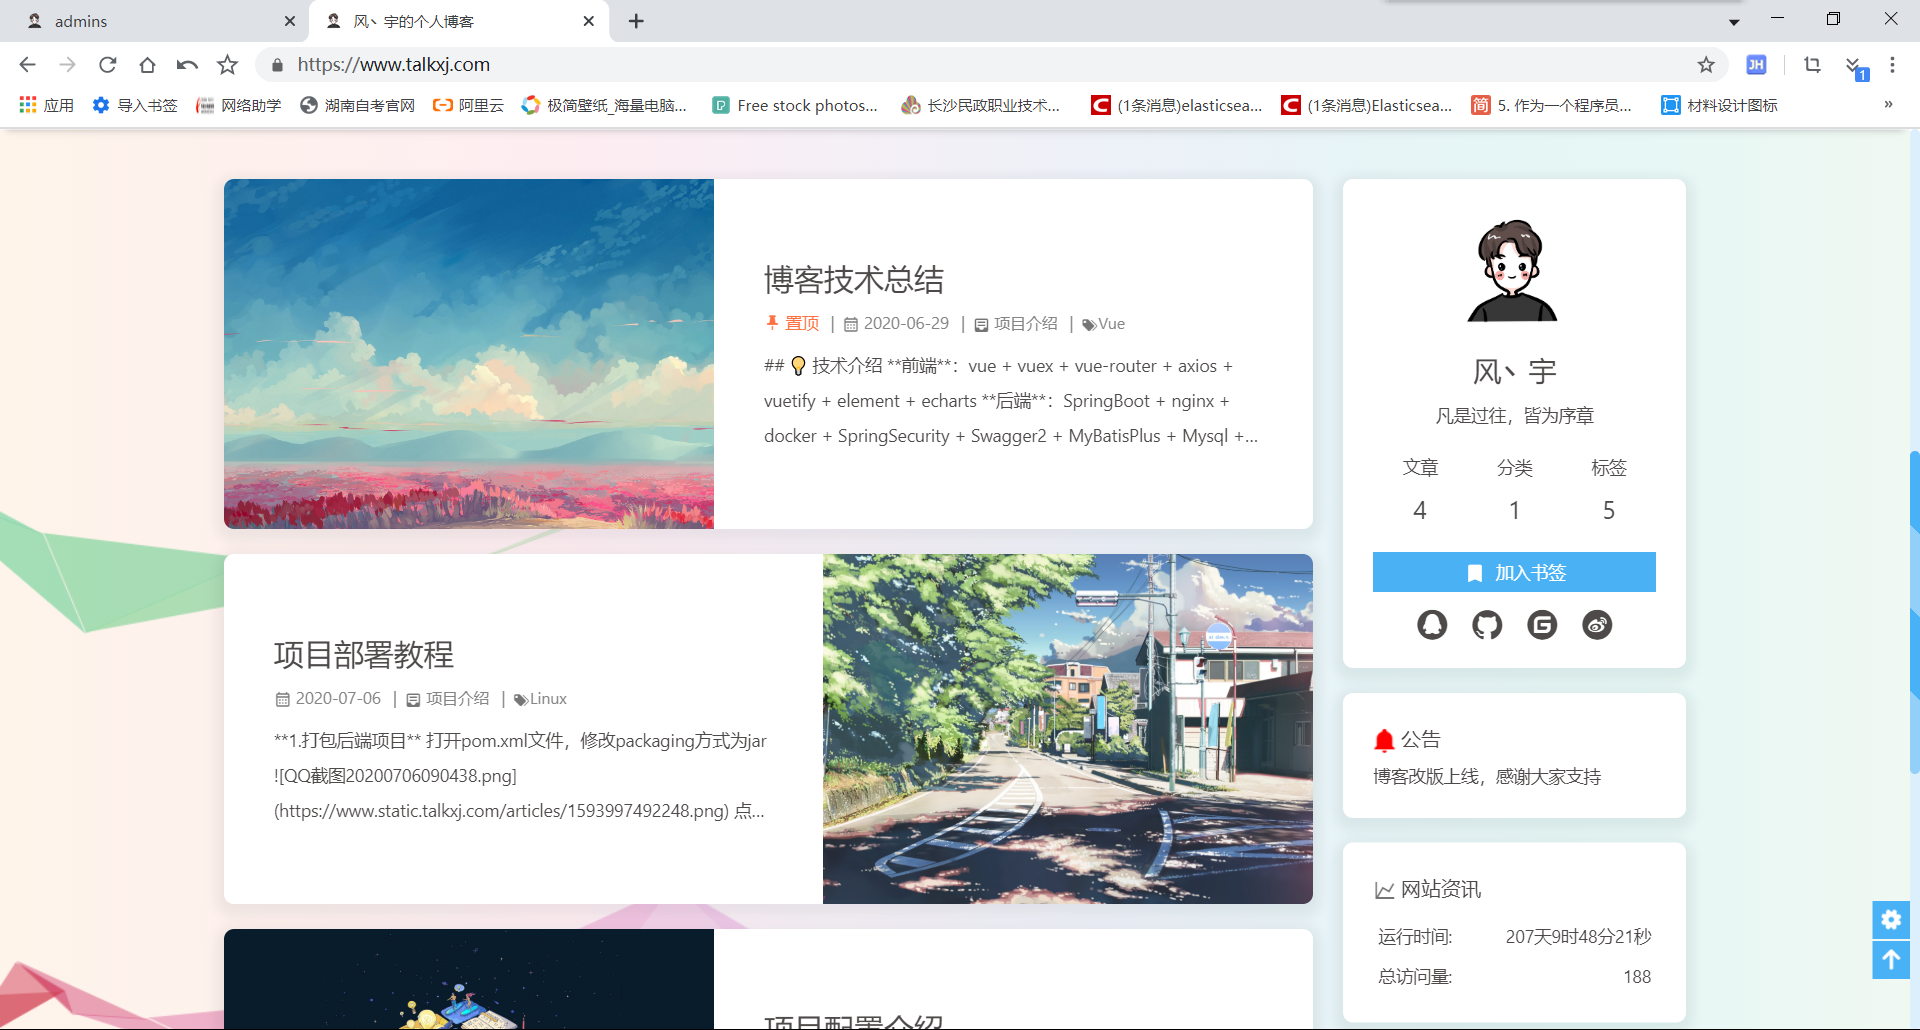 admins
风丶宇的个人博客
https://www.talkxj.com
JH
1
应用
导入书签
网络助学
湖南自考官网
阿里云
极简壁纸_海量电脑...
Free stock photos...
长沙民政职业技术...
(1条消息)elasticsea...
(1条消息)Elasticsea...
简 5. 作为一个程序员...
材料设计图标
»
博客技术总结
置顶 | 2020-06-29 | 项目介绍 | Vue
## 💡 技术介绍 **前端**：vue + vuex + vue-router + axios +
vuetify + element + echarts **后端**：SpringBoot + nginx +
docker + SpringSecurity + Swagger2 + MyBatisPlus + Mysql +...
项目部署教程
2020-07-06 | 项目介绍 | Linux
**1.打包后端项目** 打开pom.xml文件，修改packaging方式为jar
![QQ截图20200706090438.png]
(https://www.static.talkxj.com/articles/1593997492248.png) 点...
项目配置介绍
风丶宇
凡是过往，皆为序章
文章 分类 标签
4 1 5
加入书签
公告
博客改版上线，感谢大家支持
网站资讯
运行时间: 207天9时48分21秒
总访问量: 188